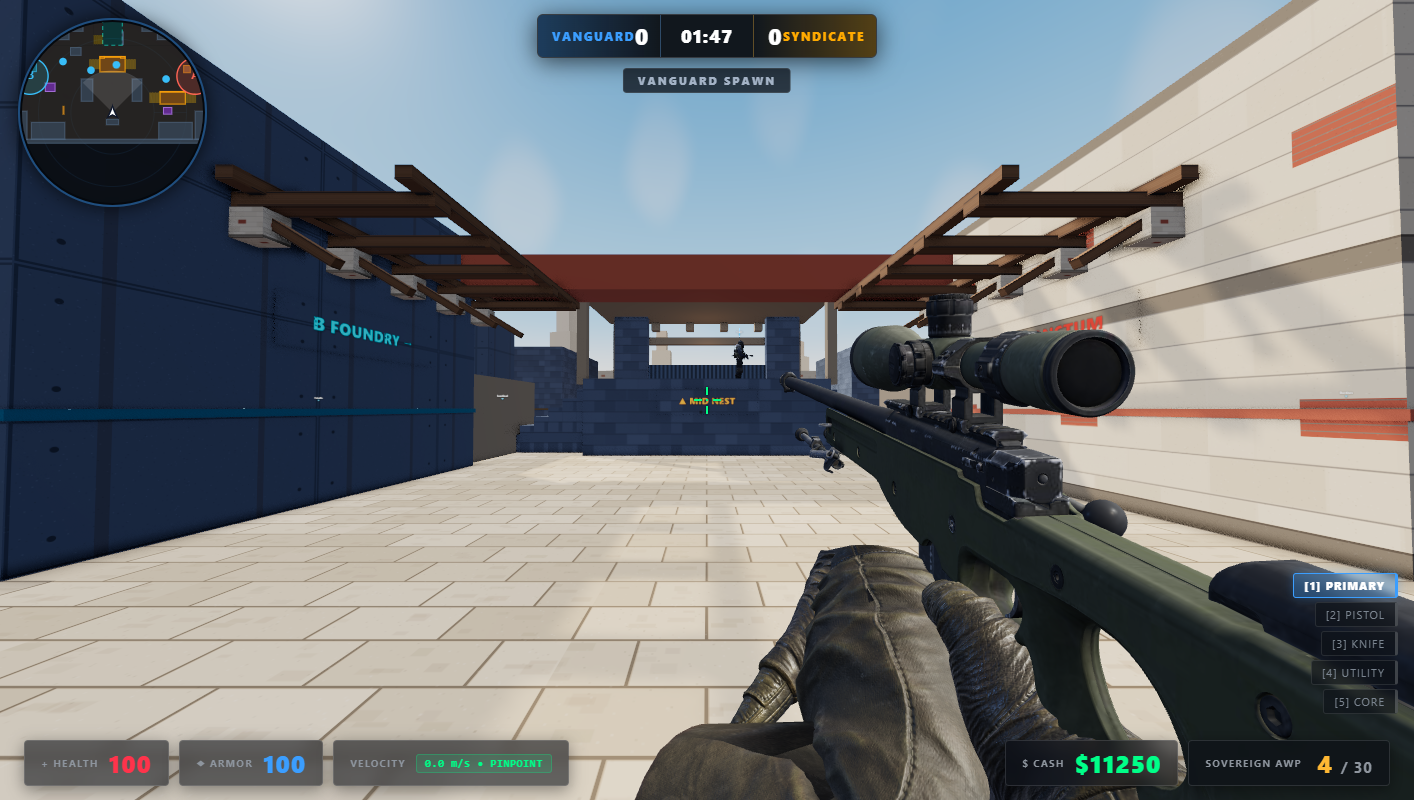 VANGUARD 0 01:47 0 SYNDICATE
VANGUARD SPAWN
B
A
B FOUNDRY →
▲ MID NEST
[1] PRIMARY
[2] PISTOL
[3] KNIFE
[4] UTILITY
[5] CORE
+ HEALTH 100
◆ ARMOR 100
VELOCITY 0.0 m/s • PINPOINT
$ CASH $11250
SOVEREIGN AWP 4 / 30